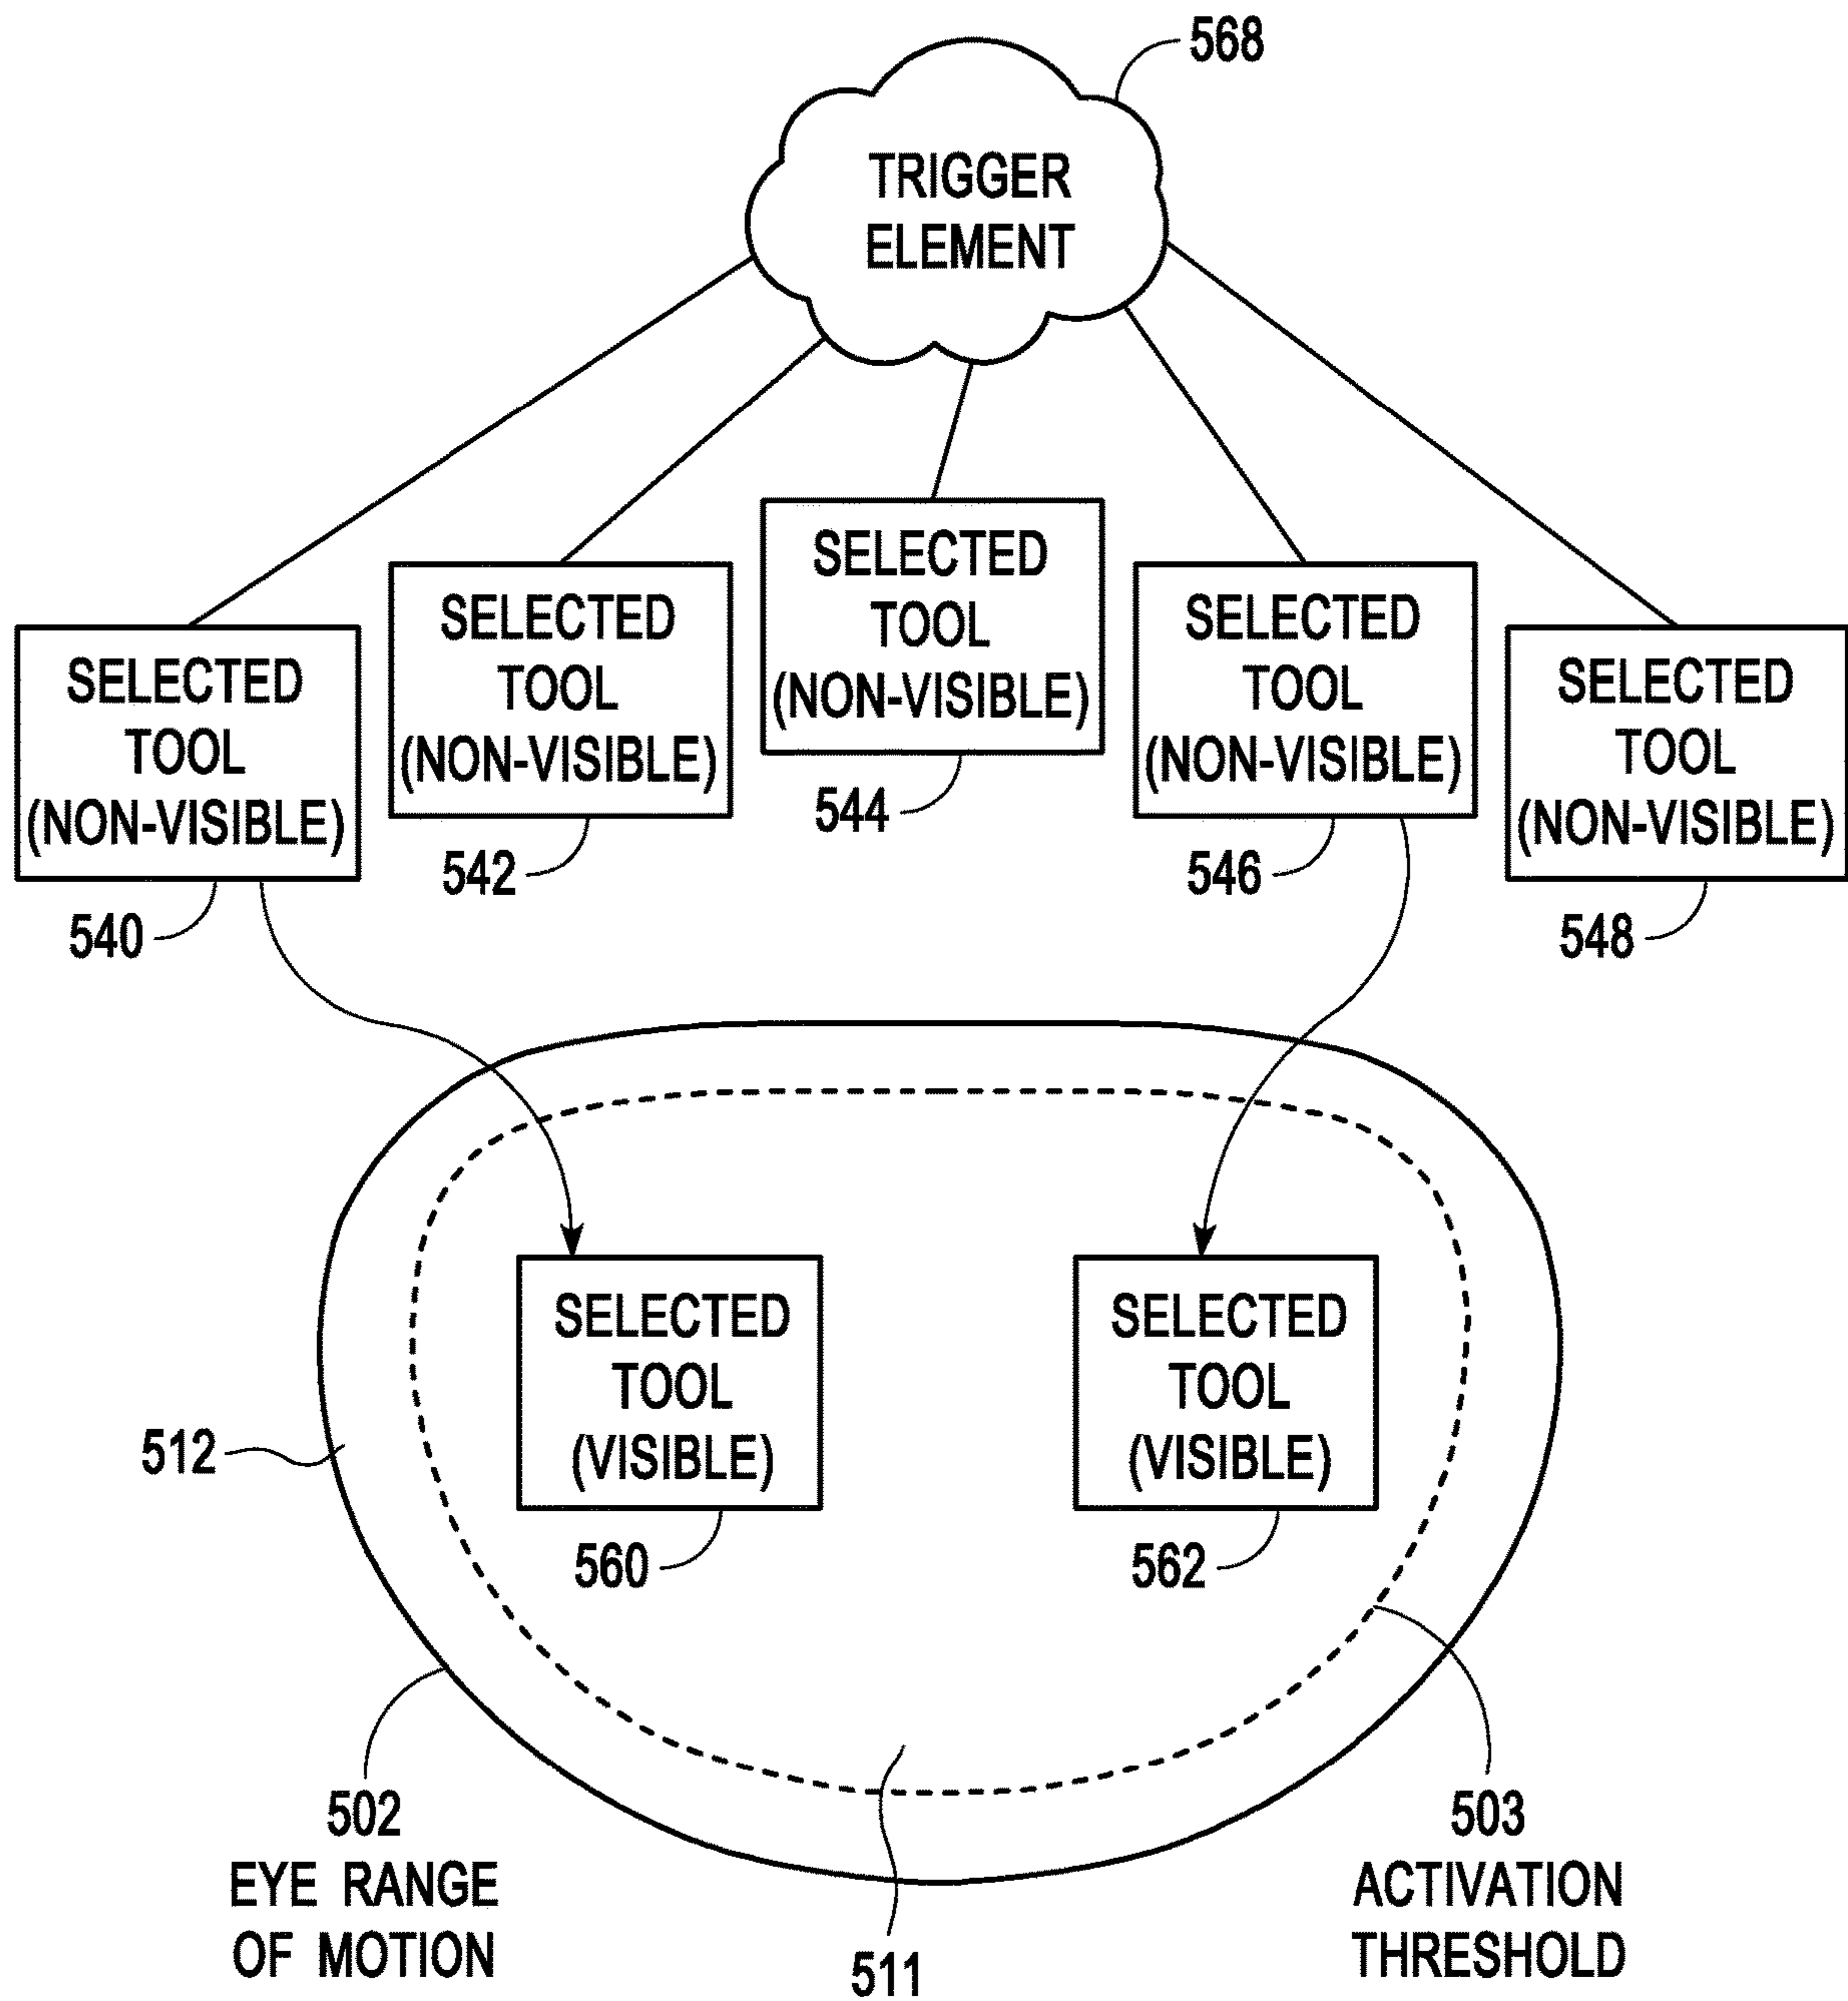 568
TRIGGER
ELEMENT
SELECTED
TOOL
(NON-VISIBLE)
540
SELECTED
TOOL
(NON-VISIBLE)
542
SELECTED
TOOL
(NON-VISIBLE)
544
SELECTED
TOOL
(NON-VISIBLE)
546
SELECTED
TOOL
(NON-VISIBLE)
548
SELECTED
TOOL
(VISIBLE)
560
SELECTED
TOOL
(VISIBLE)
562
512
502
EYE RANGE
OF MOTION
511
503
ACTIVATION
THRESHOLD